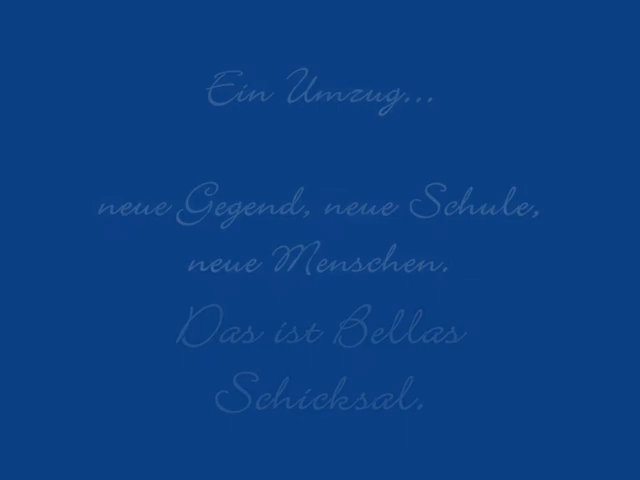 Ein Umzug...
neue Gegend, neue Schule,
neue Menschen.
Das ist Bellas
Schicksal.